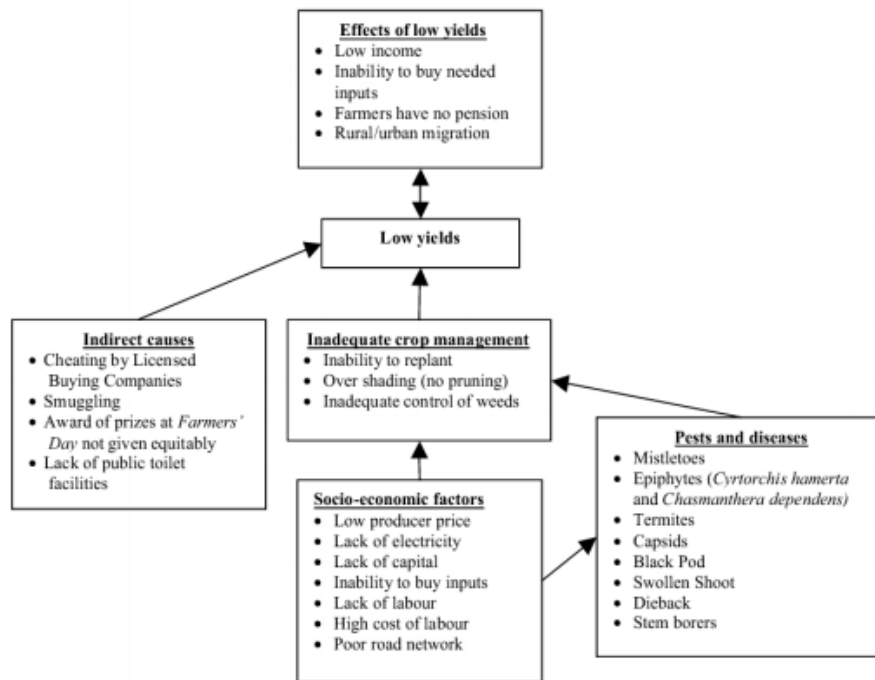 Effects of low yields
• Low income
• Inability to buy needed
inputs
• Farmers have no pension
• Rural/urban migration
Low yields
Indirect causes
• Cheating by Licensed
Buying Companies
• Smuggling
• Award of prizes at Farmers’
Day not given equitably
• Lack of public toilet
facilities
Inadequate crop management
• Inability to replant
• Over shading (no pruning)
• Inadequate control of weeds
Socio-economic factors
• Low producer price
• Lack of electricity
• Lack of capital
• Inability to buy inputs
• Lack of labour
• High cost of labour
• Poor road network
Pests and diseases
• Mistletoes
• Epiphytes (Cyrtorchis hamerta
and Chasmanthera dependens)
• Termites
• Capsids
• Black Pod
• Swollen Shoot
• Dieback
• Stem borers